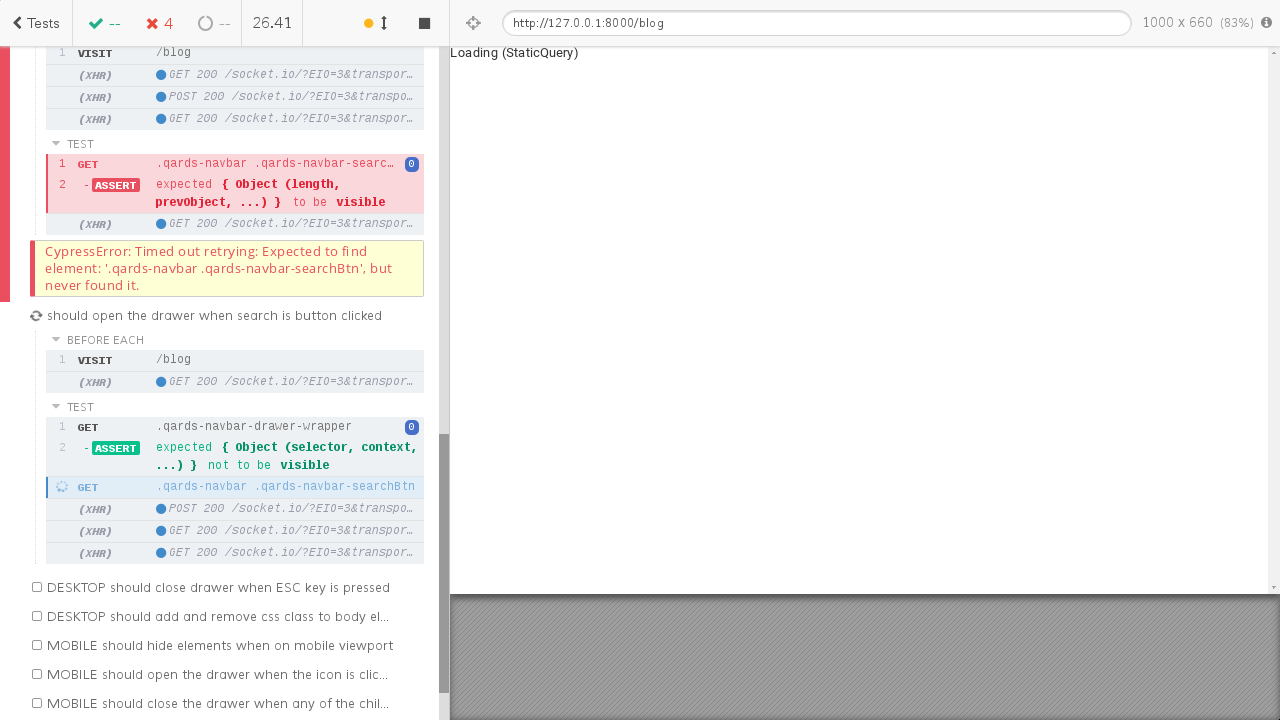 Tests -- 4 -- 26.41 http://127.0.0.1:8000/blog 1000 x 660 (83%)
Loading (StaticQuery)
1 VISIT /blog
(XHR) GET 200 /socket.io/?EIO=3&transpor…
(XHR) POST 200 /socket.io/?EIO=3&transpo…
(XHR) GET 200 /socket.io/?EIO=3&transpor…
TEST
1 GET .qards-navbar .qards-navbar-searc… 0
2 - ASSERT expected { Object (length,
prevObject, ...) } to be visible
(XHR) GET 200 /socket.io/?EIO=3&transpor…
CypressError: Timed out retrying: Expected to find
element: '.qards-navbar .qards-navbar-searchBtn', but
never found it.
should open the drawer when search is button clicked
BEFORE EACH
1 VISIT /blog
(XHR) GET 200 /socket.io/?EIO=3&transpor…
TEST
1 GET .qards-navbar-drawer-wrapper 0
2 - ASSERT expected { Object (selector, context,
...) } not to be visible
GET .qards-navbar .qards-navbar-searchBtn
(XHR) POST 200 /socket.io/?EIO=3&transpo…
(XHR) GET 200 /socket.io/?EIO=3&transpor…
(XHR) GET 200 /socket.io/?EIO=3&transpor…
DESKTOP should close drawer when ESC key is pressed
DESKTOP should add and remove css class to body el...
MOBILE should hide elements when on mobile viewport
MOBILE should open the drawer when the icon is clic...
MOBILE should close the drawer when any of the chil...